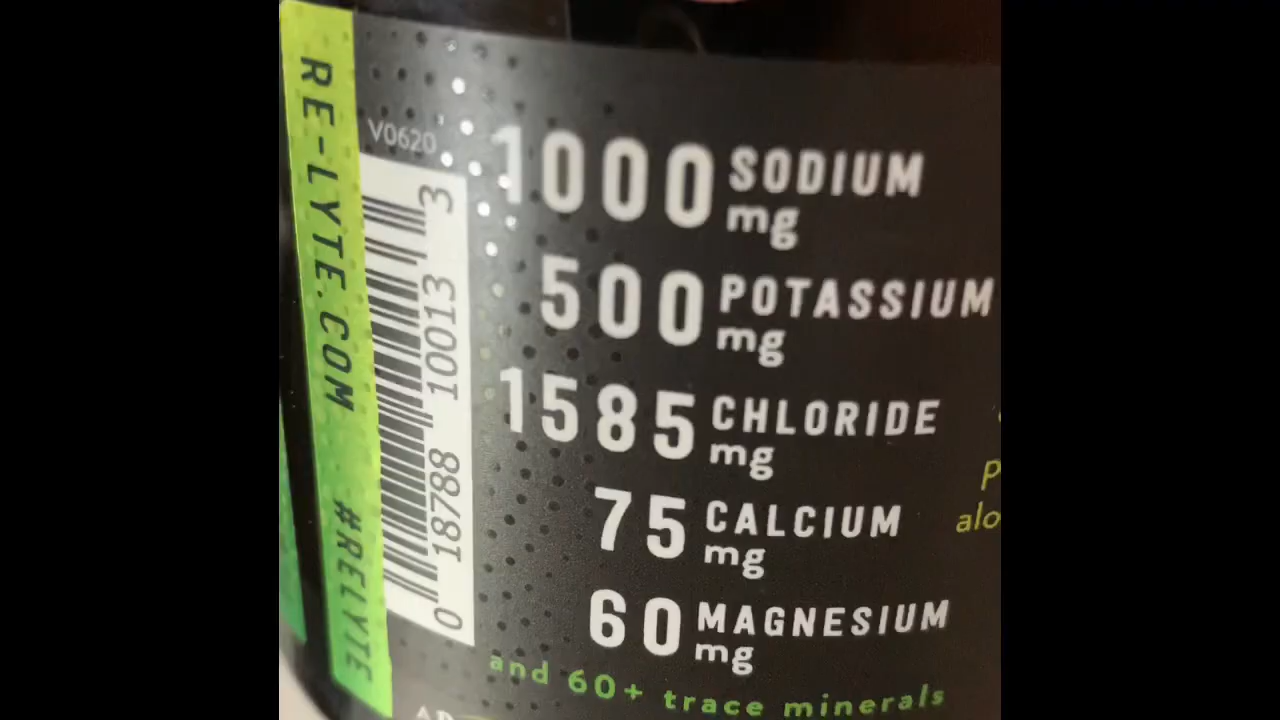 RE-LYTE.COM #RELYTE
V0620
0 18788 10013 3
1000 SODIUM
mg
500 POTASSIUM
mg
1585 CHLORIDE
mg
75 CALCIUM
mg
60 MAGNESIUM
mg
and 60+ trace minerals